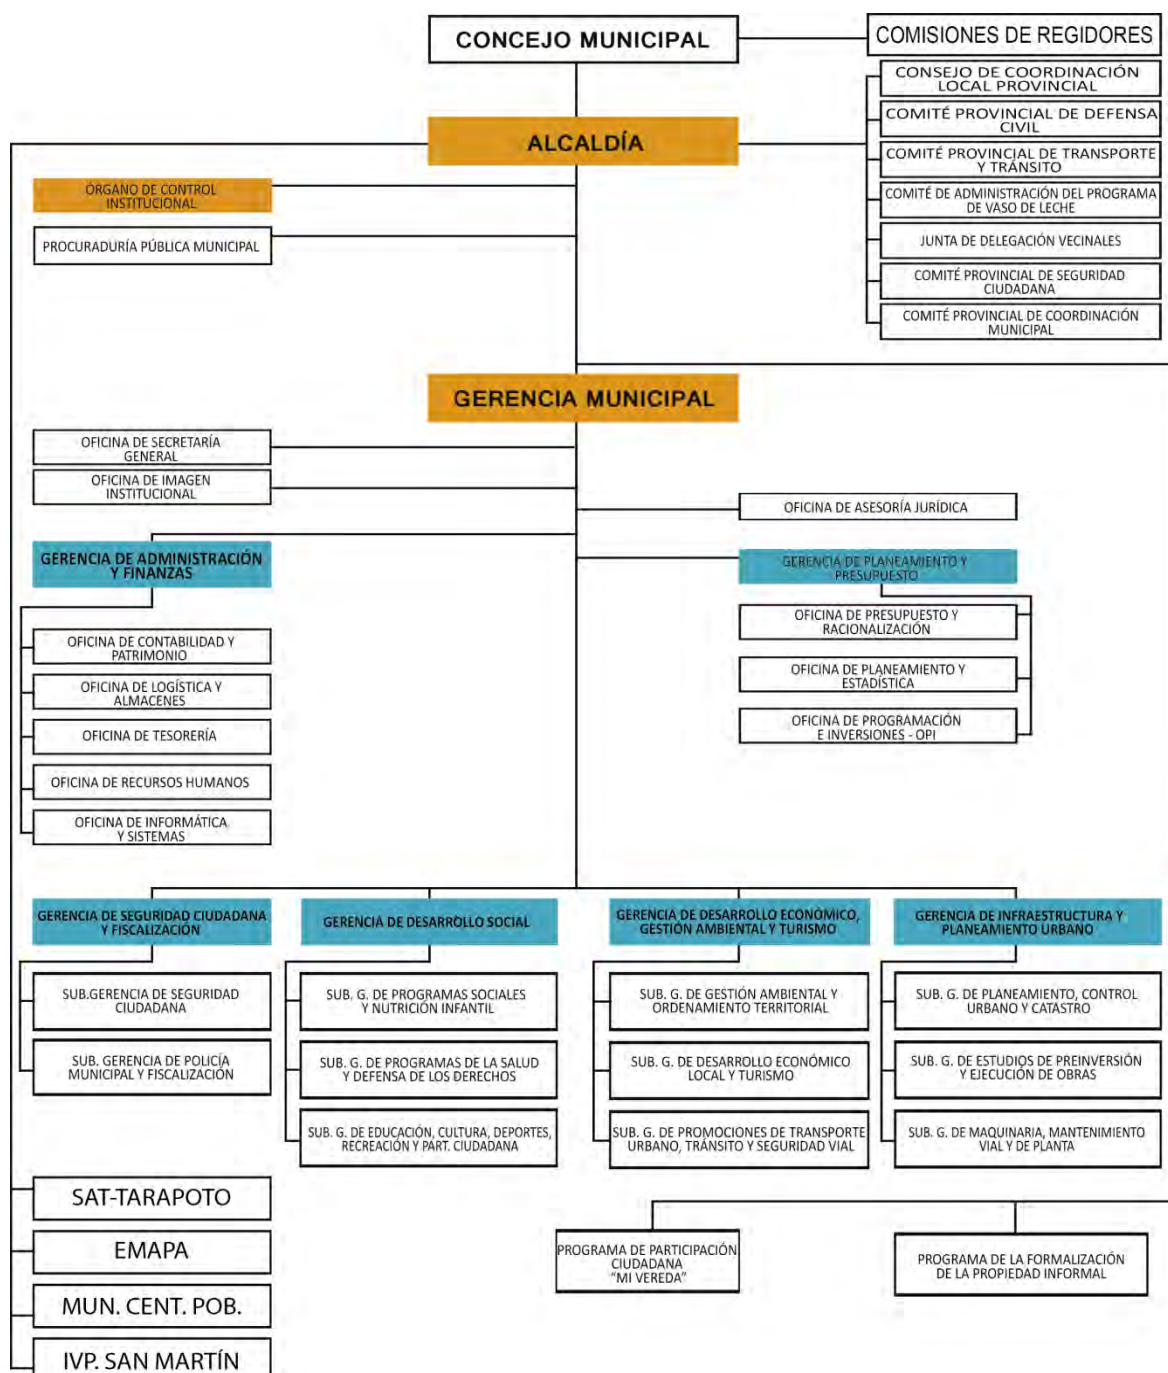 CONCEJO MUNICIPAL
COMISIONES DE REGIDORES
CONSEJO DE COORDINACIÓN
LOCAL PROVINCIAL
COMITÉ PROVINCIAL DE DEFENSA
CIVIL
ALCALDÍA
COMITÉ PROVINCIAL DE TRANSPORTE
Y TRÁNSITO
ÓRGANO DE CONTROL
INSTITUCIONAL
COMITÉ DE ADMINISTRACIÓN DEL PROGRAMA
DE VASO DE LECHE
PROCURADURÍA PÚBLICA MUNICIPAL
JUNTA DE DELEGACIÓN VECINALES
COMITÉ PROVINCIAL DE SEGURIDAD
CIUDADANA
COMITÉ PROVINCIAL DE COORDINACIÓN
MUNICIPAL
GERENCIA MUNICIPAL
OFICINA DE SECRETARÍA
GENERAL
OFICINA DE IMAGEN
INSTITUCIONAL
OFICINA DE ASESORÍA JURÍDICA
GERENCIA DE ADMINISTRACIÓN
Y FINANZAS
GERENCIA DE PLANEAMIENTO Y
PRESUPUESTO
OFICINA DE CONTABILIDAD Y
PATRIMONIO
OFICINA DE LOGÍSTICA Y
ALMACENES
OFICINA DE TESORERÍA
OFICINA DE RECURSOS HUMANOS
OFICINA DE INFORMÁTICA
Y SISTEMAS
OFICINA DE PRESUPUESTO Y
RACIONALIZACIÓN
OFICINA DE PLANEAMIENTO Y
ESTADÍSTICA
OFICINA DE PROGRAMACIÓN
E INVERSIONES - OPI
GERENCIA DE SEGURIDAD CIUDADANA
Y FISCALIZACIÓN
SUB.GERENCIA DE SEGURIDAD
CIUDADANA
SUB. GERENCIA DE POLICÍA
MUNICIPAL Y FISCALIZACIÓN
GERENCIA DE DESARROLLO SOCIAL
SUB. G. DE PROGRAMAS SOCIALES
Y NUTRICIÓN INFANTIL
SUB. G. DE PROGRAMAS DE LA SALUD
Y DEFENSA DE LOS DERECHOS
SUB. G. DE EDUCACIÓN, CULTURA, DEPORTES,
RECREACIÓN Y PART. CIUDADANA
GERENCIA DE DESARROLLO ECONÓMICO,
GESTIÓN AMBIENTAL Y TURISMO
SUB. G. DE GESTIÓN AMBIENTAL Y
ORDENAMIENTO TERRITORIAL
SUB. G. DE DESARROLLO ECONÓMICO
LOCAL Y TURISMO
SUB. G. DE PROMOCIONES DE TRANSPORTE
URBANO, TRÁNSITO Y SEGURIDAD VIAL
GERENCIA DE INFRAESTRUCTURA Y
PLANEAMIENTO URBANO
SUB. G. DE PLANEAMIENTO, CONTROL
URBANO Y CATASTRO
SUB. G. DE ESTUDIOS DE PREINVERSIÓN
Y EJECUCIÓN DE OBRAS
SUB. G. DE MAQUINARIA, MANTENIMIENTO
VIAL Y DE PLANTA
SAT-TARAPOTO
EMAPA
MUN. CENT. POB.
IVP. SAN MARTÍN
PROGRAMA DE PARTICIPACIÓN
CIUDADANA
"MI VEREDA"
PROGRAMA DE LA FORMALIZACIÓN
DE LA PROPIEDAD INFORMAL